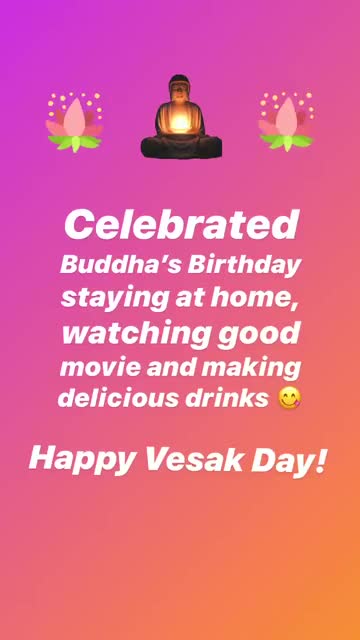 Celebrated
Buddha's Birthday
staying at home,
watching good
movie and making
delicious drinks 😋
Happy Vesak Day!